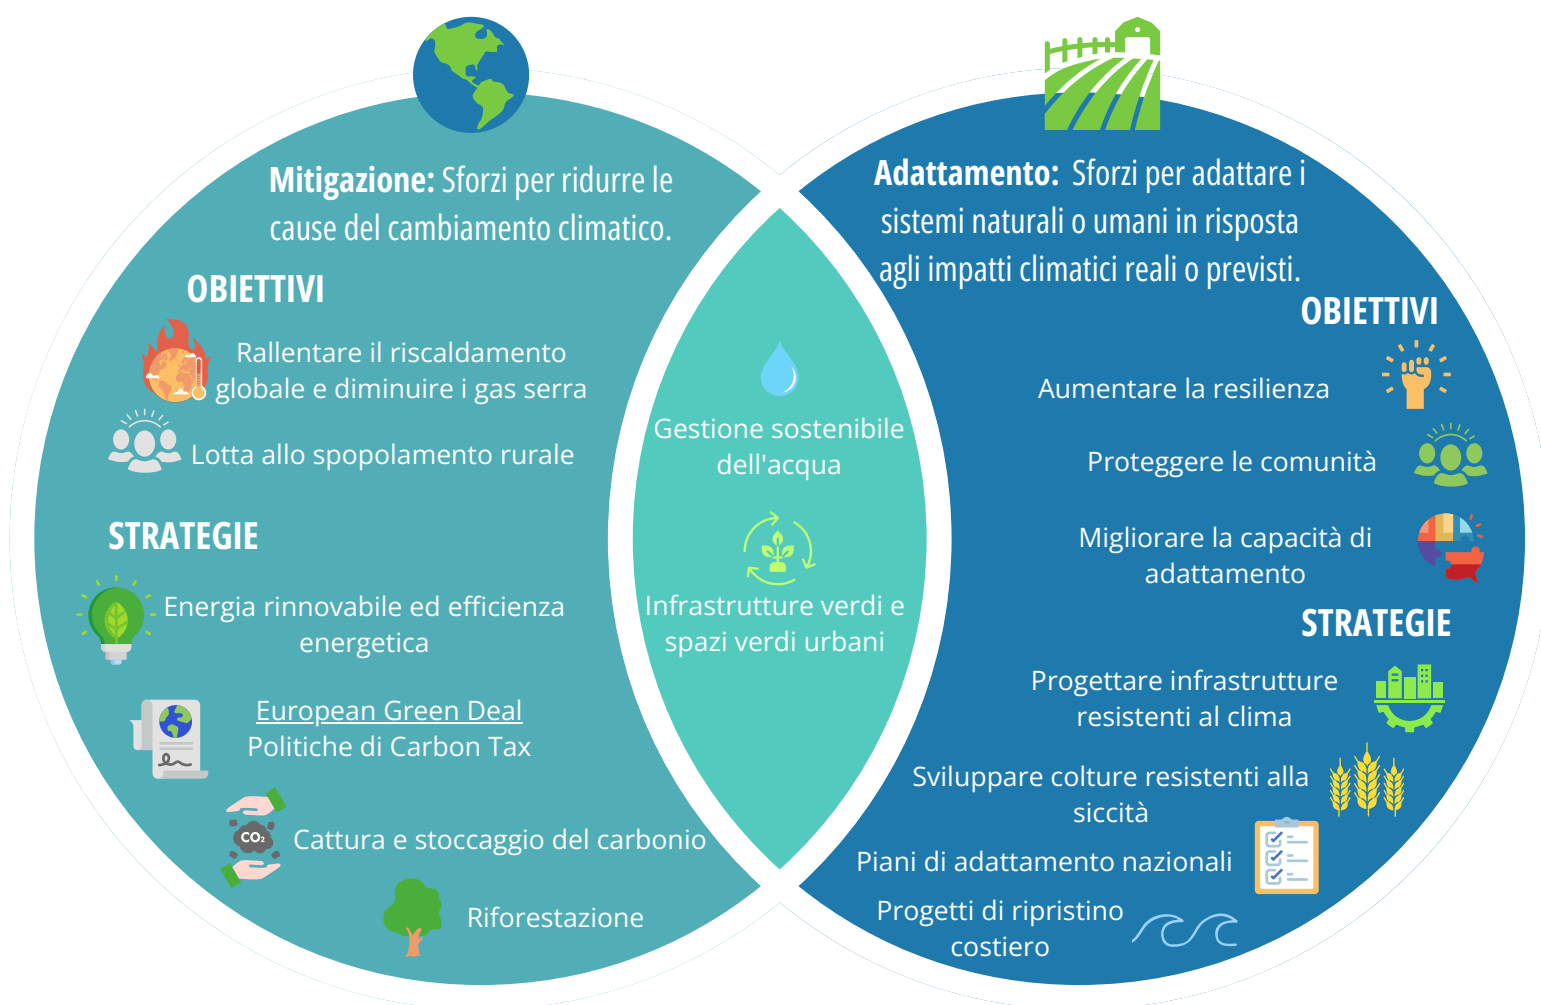 Mitigazione: Sforzi per ridurre le
cause del cambiamento climatico.
OBIETTIVI
Rallentare il riscaldamento
globale e diminuire i gas serra
Lotta allo spopolamento rurale
STRATEGIE
Energia rinnovabile ed efficienza
energetica
European Green Deal
Politiche di Carbon Tax
CO₂
Cattura e stoccaggio del carbonio
Riforestazione
Gestione sostenibile
dell'acqua
Infrastrutture verdi e
spazi verdi urbani
Adattamento: Sforzi per adattare i
sistemi naturali o umani in risposta
agli impatti climatici reali o previsti.
OBIETTIVI
Aumentare la resilienza
Proteggere le comunità
Migliorare la capacità di
adattamento
STRATEGIE
Progettare infrastrutture
resistenti al clima
Sviluppare colture resistenti alla
siccità
Piani di adattamento nazionali
Progetti di ripristino
costiero